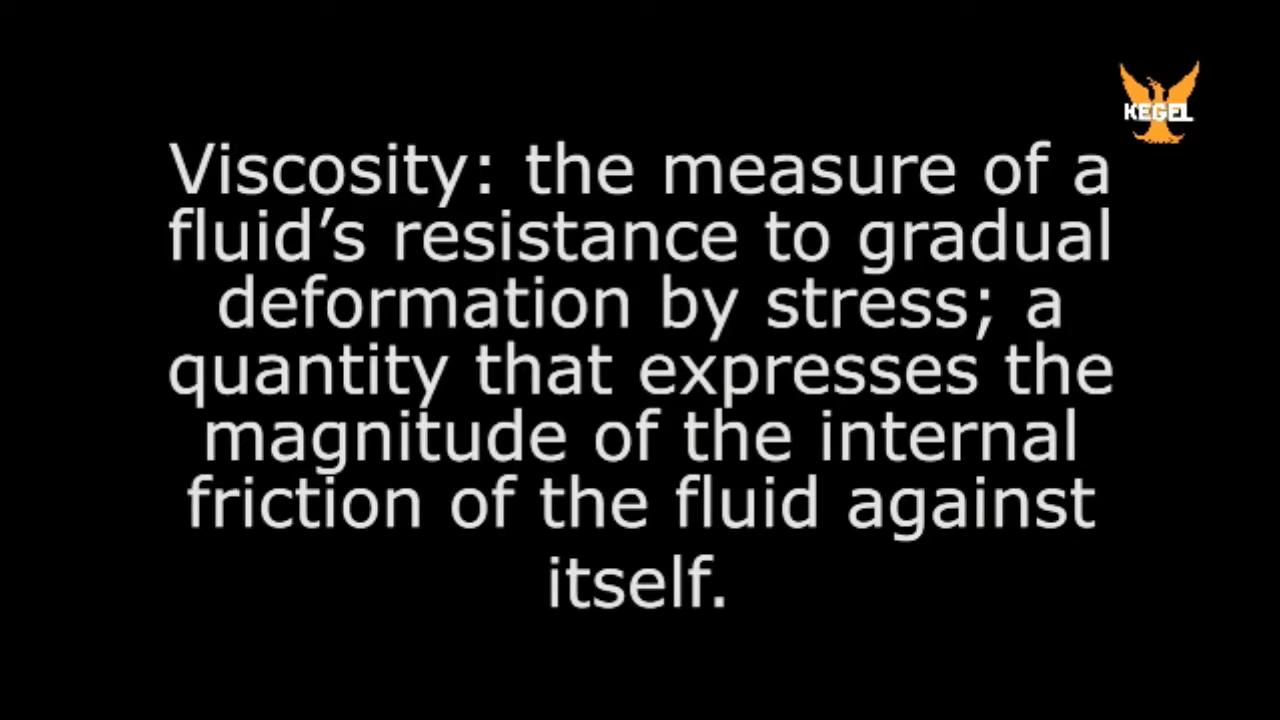 KEGEL
Viscosity: the measure of a
fluid’s resistance to gradual
deformation by stress; a
quantity that expresses the
magnitude of the internal
friction of the fluid against
itself.